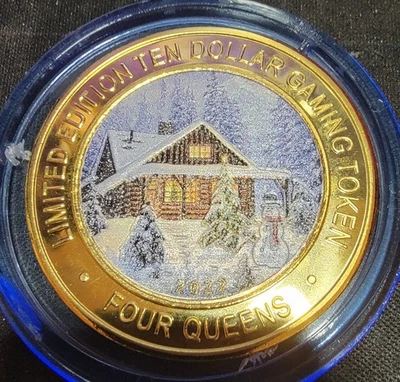 LIMITED EDITION TEN DOLLAR GAMING TOKEN
2022
FOUR QUEENS